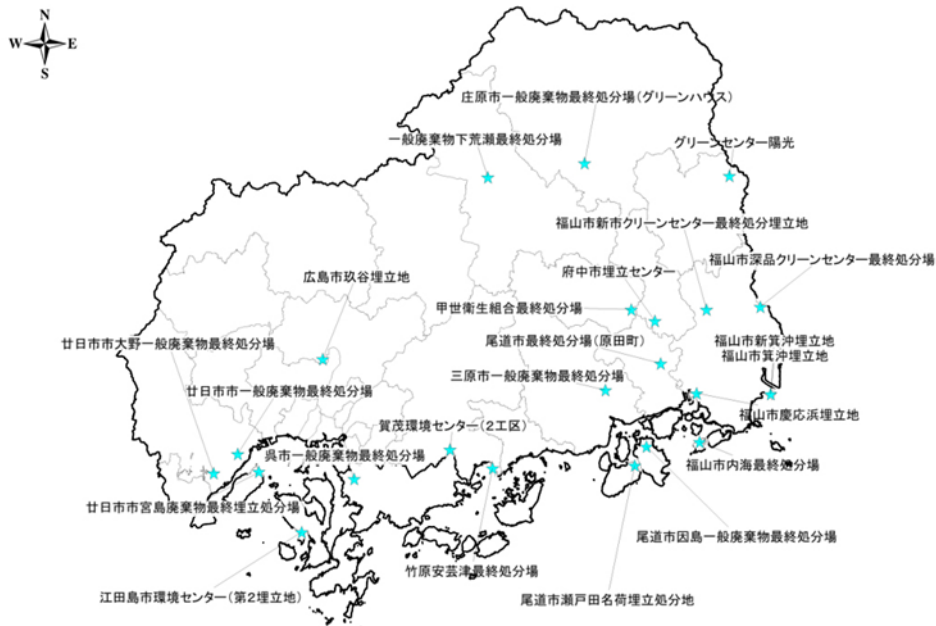 N
W E
S
庄原市一般廃棄物最終処分場(グリーンハウス)
一般廃棄物下荒瀬最終処分場
グリーンセンター陽光
福山市新市クリーンセンター最終処分埋立地
福山市深品クリーンセンター最終処分場
府中市埋立センター
広島市玖谷埋立地
甲世衛生組合最終処分場
廿日市市大野一般廃棄物最終処分場
尾道市最終処分場(原田町)
福山市新箕沖埋立地
福山市箕沖埋立地
三原市一般廃棄物最終処分場
廿日市市一般廃棄物最終処分場
福山市慶応浜埋立地
賀茂環境センター(2工区)
呉市一般廃棄物最終処分場
福山市内海最終処分場
廿日市市宮島廃棄物最終埋立処分場
尾道市因島一般廃棄物最終処分場
竹原安芸津最終処分場
江田島市環境センター(第2埋立地)
尾道市瀬戸田名荷埋立処分地